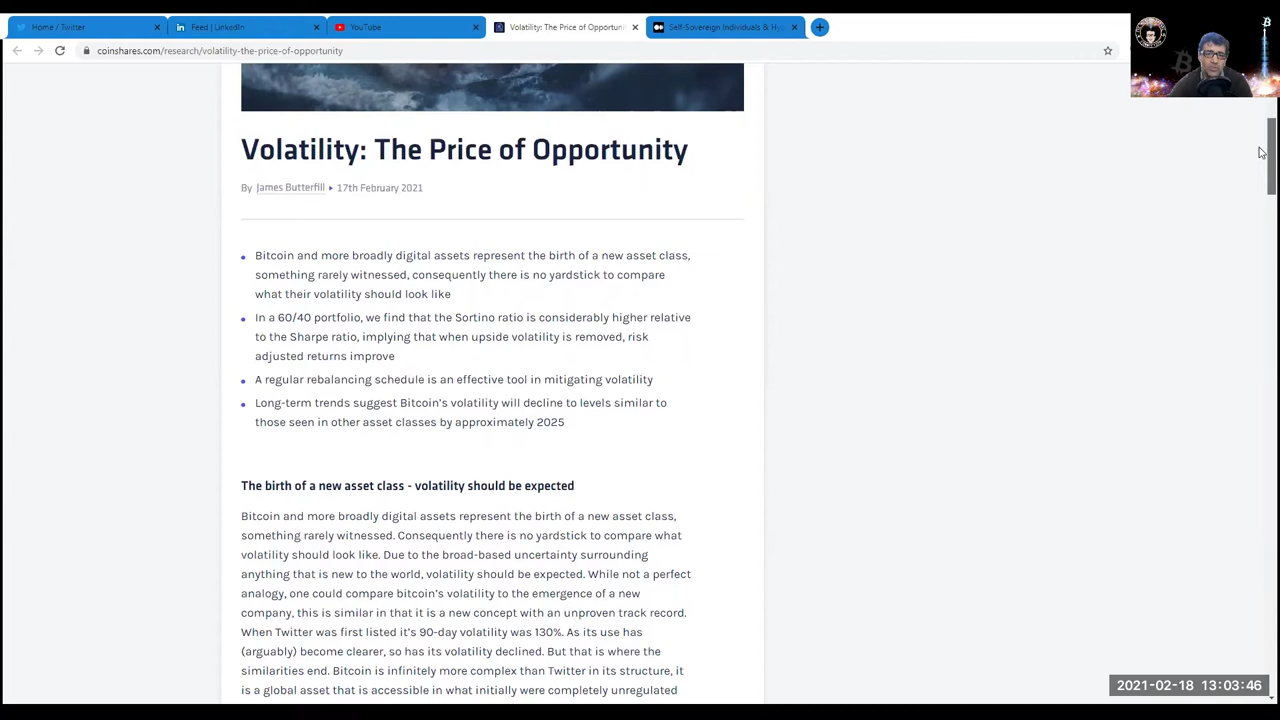 Home / Twitter
Feed | LinkedIn
YouTube
Volatility: The Price of Opportuni
Self-Sovereign Individuals & Hy
coinshares.com/research/volatility-the-price-of-opportunity
Volatility: The Price of Opportunity
By James Butterfill 17th February 2021
Bitcoin and more broadly digital assets represent the birth of a new asset class,
something rarely witnessed, consequently there is no yardstick to compare
what their volatility should look like
In a 60/40 portfolio, we find that the Sortino ratio is considerably higher relative
to the Sharpe ratio, implying that when upside volatility is removed, risk
adjusted returns improve
A regular rebalancing schedule is an effective tool in mitigating volatility
Long-term trends suggest Bitcoin's volatility will decline to levels similar to
those seen in other asset classes by approximately 2025
The birth of a new asset class - volatility should be expected
Bitcoin and more broadly digital assets represent the birth of a new asset class,
something rarely witnessed. Consequently there is no yardstick to compare what
volatility should look like. Due to the broad-based uncertainty surrounding
anything that is new to the world, volatility should be expected. While not a perfect
analogy, one could compare bitcoin's volatility to the emergence of a new
company, this is similar in that it is a new concept with an unproven track record.
When Twitter was first listed it's 90-day volatility was 130%. As its use has
(arguably) become clearer, so has its volatility declined. But that is where the
similarities end. Bitcoin is infinitely more complex than Twitter in its structure, it
is a global asset that is accessible in what initially were completely unregulated
2021-02-18 13:03:46